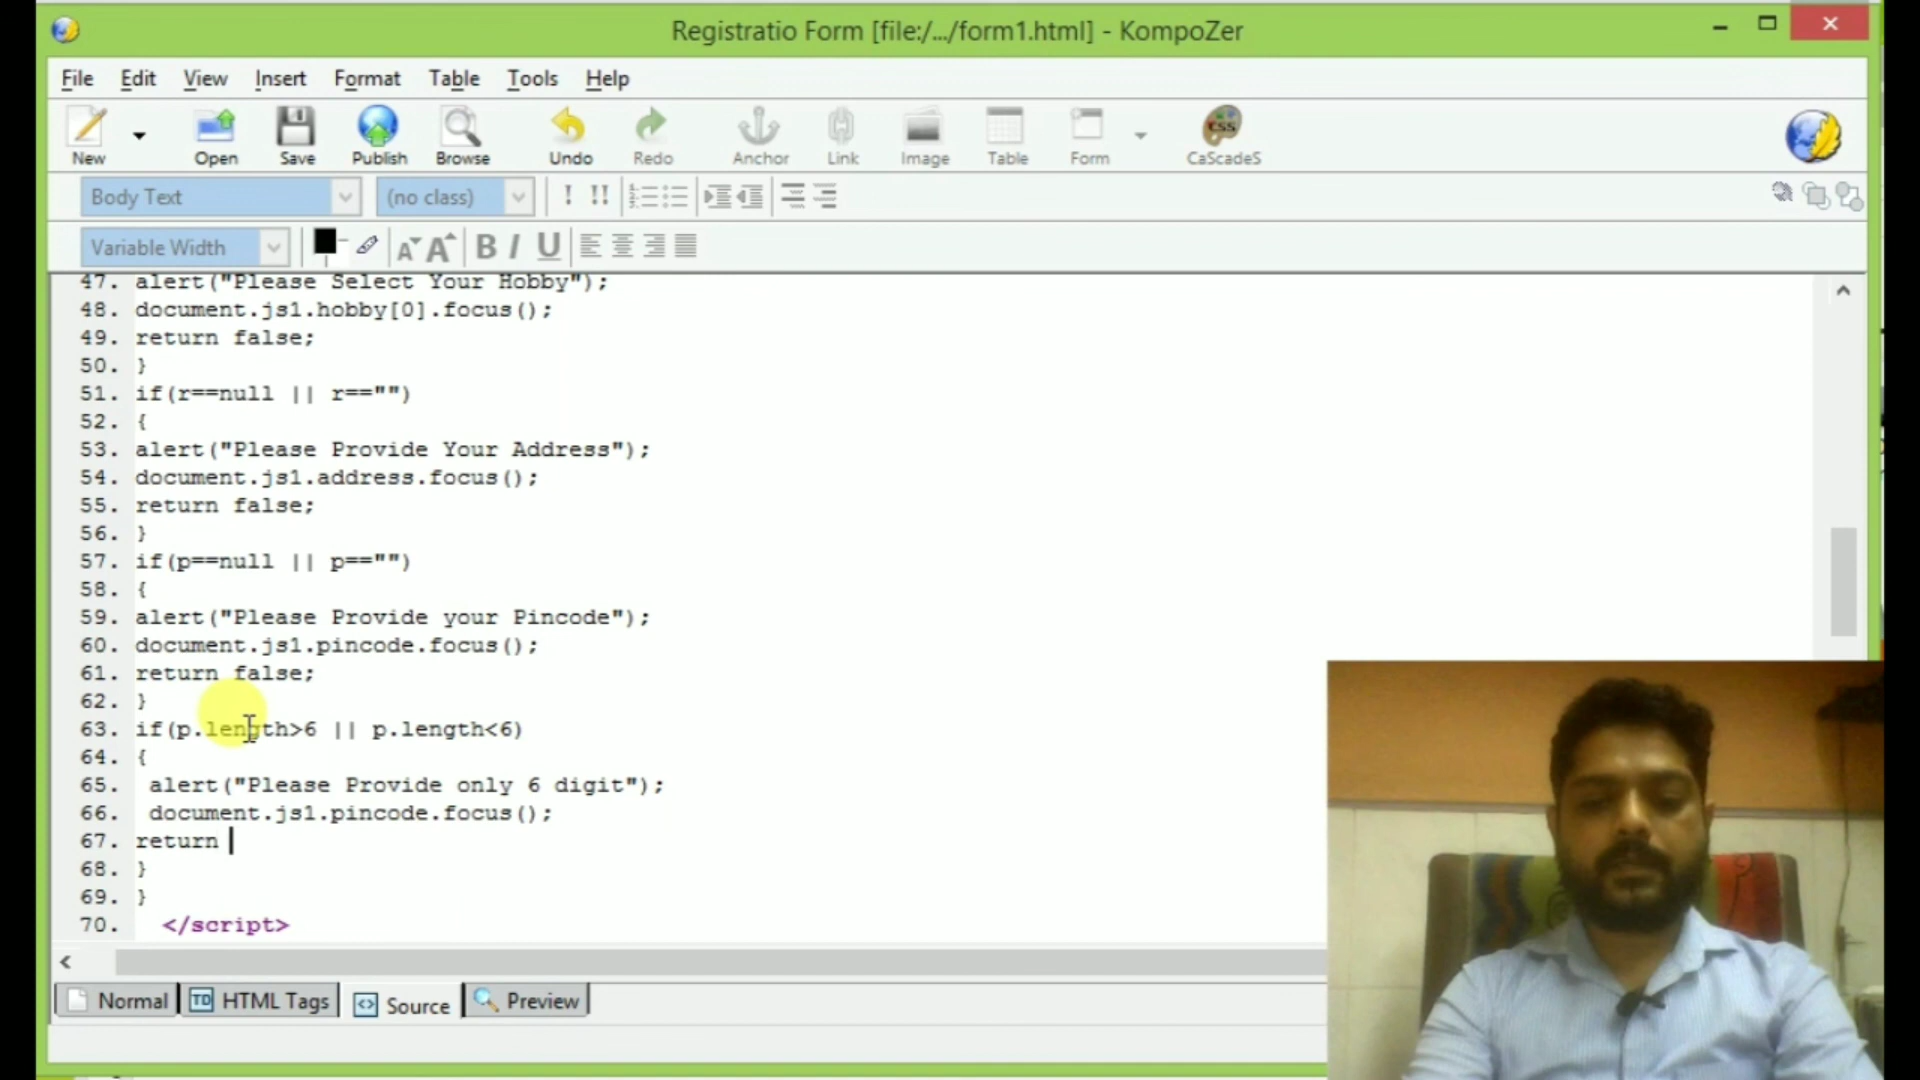 Registratio Form [file:/.../form1.html] - KompoZer
File Edit View Insert Format Table Tools Help
New Open Save Publish Browse Undo Redo Anchor Link Image Table Form CaScadeS
Body Text (no class) ! !!
Variable Width A A B I U
47. alert("Please Select Your Hobby");
48. document.js1.hobby[0].focus();
49. return false;
50. }
51. if(r==null || r=="")
52. {
53. alert("Please Provide Your Address");
54. document.js1.address.focus();
55. return false;
56. }
57. if(p==null || p=="")
58. {
59. alert("Please Provide your Pincode");
60. document.js1.pincode.focus();
61. return false;
62. }
63. if(p.length>6 || p.length<6)
64. {
65. alert("Please Provide only 6 digit");
66. document.js1.pincode.focus();
67. return
68. }
69. }
70. </script>
Normal TD HTML Tags Source Preview